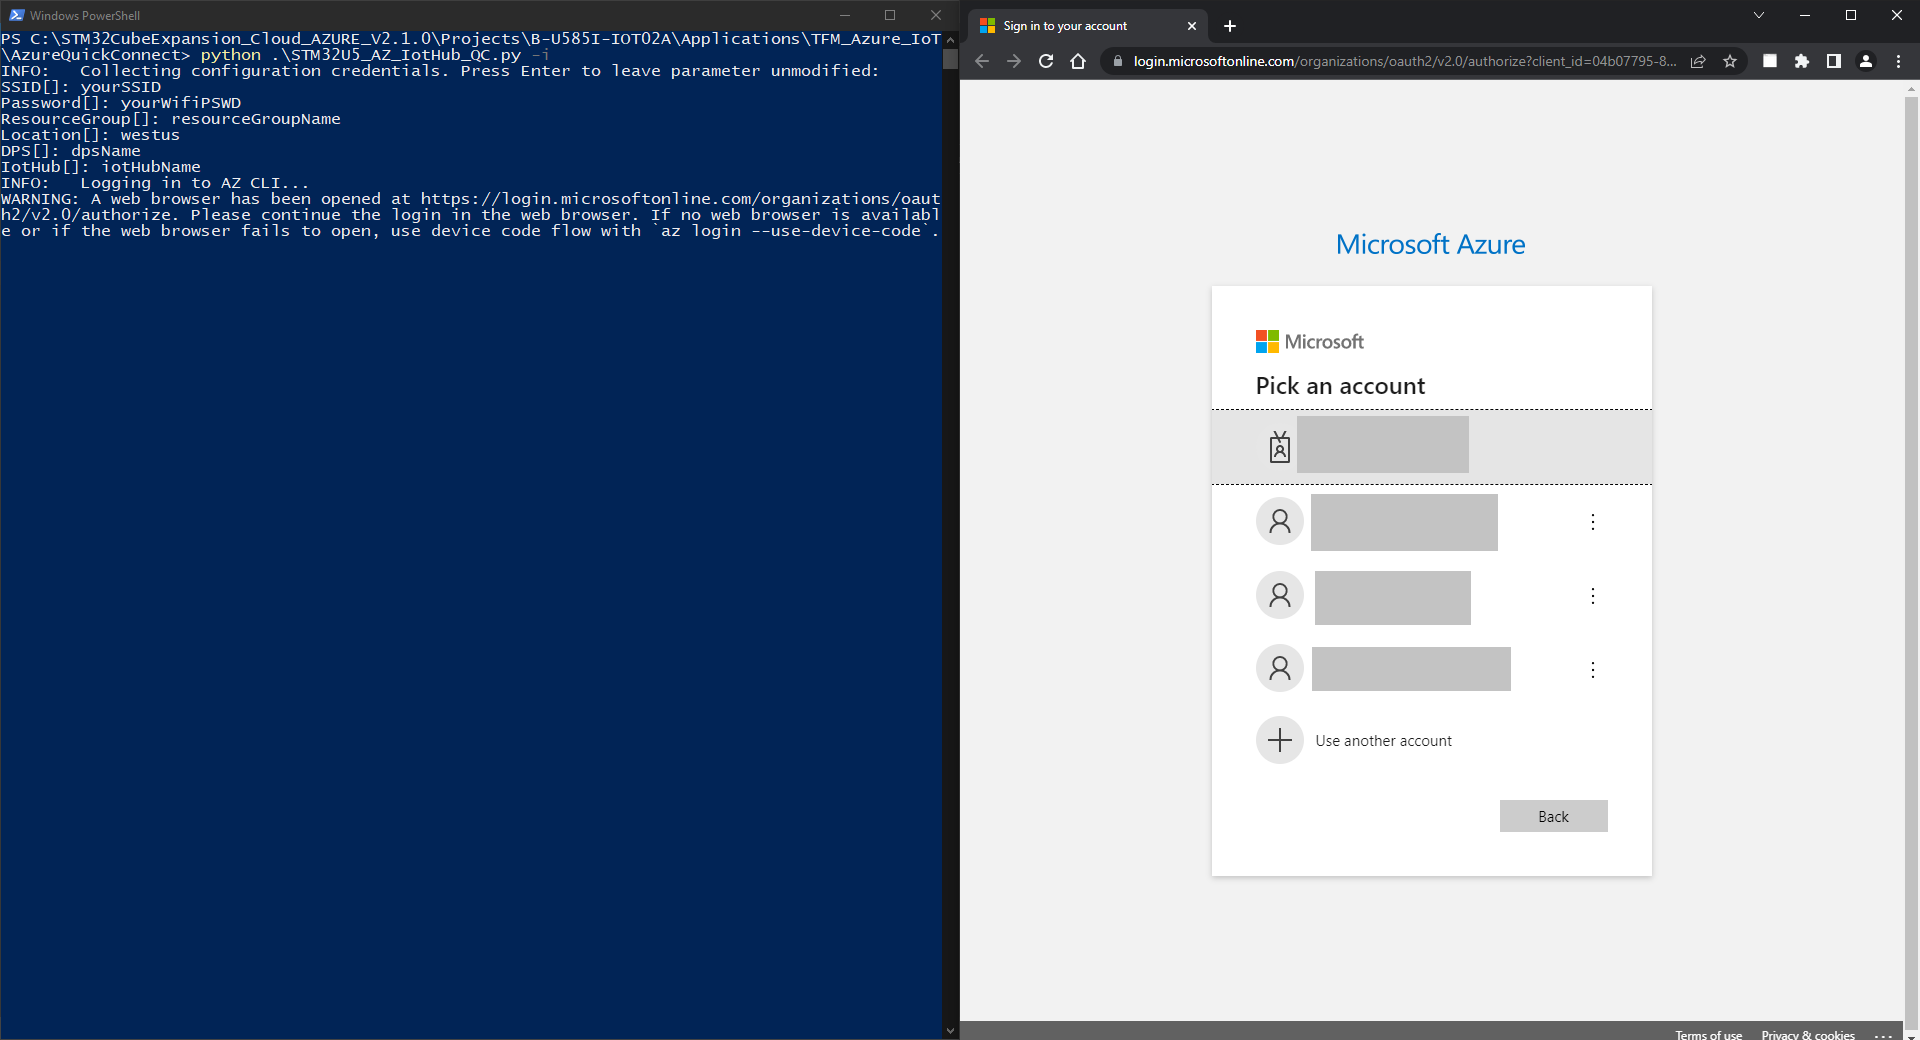 Windows PowerShell
PS C:\STM32CubeExpansion_Cloud_AZURE_V2.1.0\Projects\B-U585I-IOT02A\Applications\TFM_Azure_IoT
\AzureQuickConnect> python .\STM32U5_AZ_IotHub_QC.py -i
INFO:   Collecting configuration credentials. Press Enter to leave parameter unmodified:
SSID[]: yourSSID
Password[]: yourWifiPSWD
ResourceGroup[]: resourceGroupName
Location[]: westus
DPS[]: dpsName
IotHub[]: iotHubName
INFO:   Logging in to AZ CLI...
WARNING: A web browser has been opened at https://login.microsoftonline.com/organizations/oaut
h2/v2.0/authorize. Please continue the login in the web browser. If no web browser is availabl
e or if the web browser fails to open, use device code flow with `az login --use-device-code`.
Sign in to your account
login.microsoftonline.com/organizations/oauth2/v2.0/authorize?client_id=04b07795-8...
Microsoft Azure
Microsoft
Pick an account
Use another account
Back
Terms of use Privacy & cookies ...